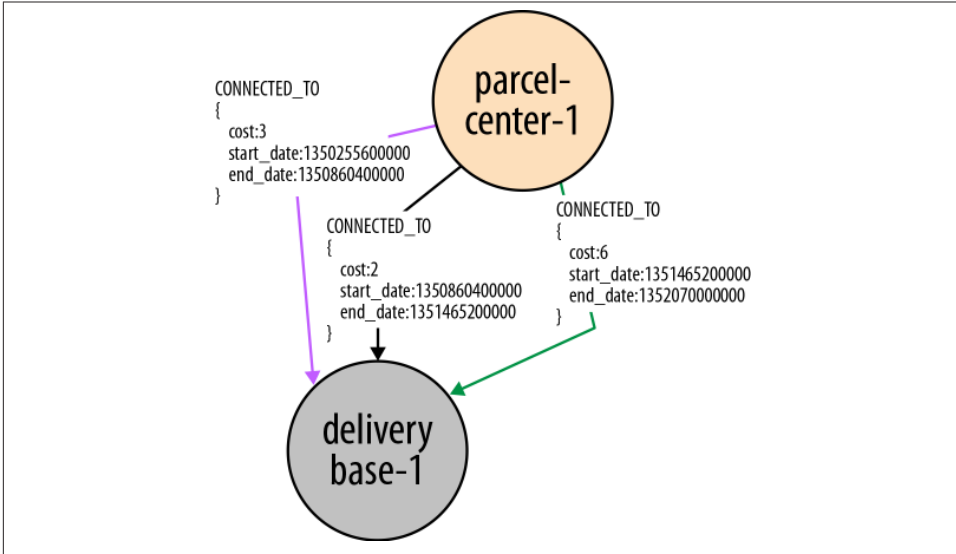 parcel-
center-1
CONNECTED_TO
{
cost:3
start_date:1350255600000
end_date:1350860400000
}
CONNECTED_TO
{
cost:2
start_date:1350860400000
end_date:1351465200000
}
CONNECTED_TO
{
cost:6
start_date:1351465200000
end_date:1352070000000
}
delivery
base-1